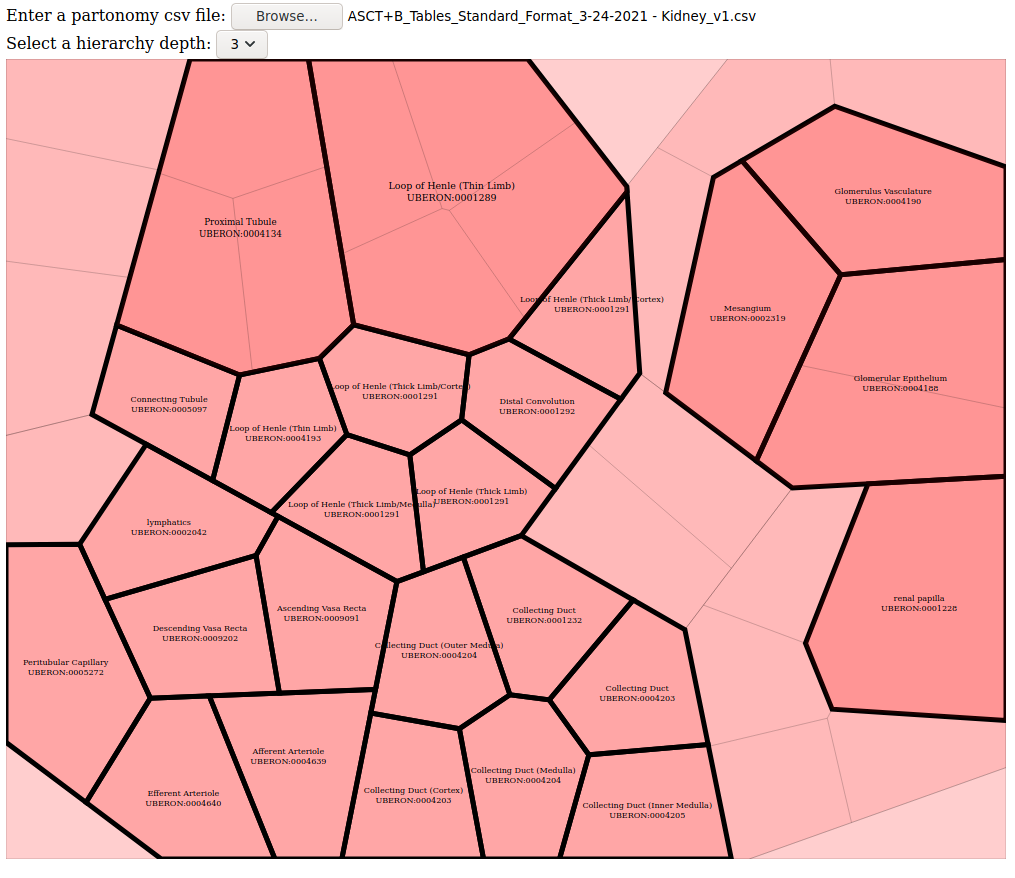 Enter a partonomy csv file: Browse... ASCT+B_Tables_Standard_Format_3-24-2021 - Kidney_v1.csv
Select a hierarchy depth: 3
Loop of Henle (Thin Limb)
UBERON:0001289
Glomerulus Vasculature
UBERON:0004190
Proximal Tubule
UBERON:0004134
Loop of Henle (Thick Limb/Cortex)
UBERON:0001291
Mesangium
UBERON:0002319
Glomerular Epithelium
UBERON:0004188
Loop of Henle (Thick Limb/Cortex)
UBERON:0001291
Connecting Tubule
UBERON:0005097
Distal Convolution
UBERON:0001292
Loop of Henle (Thin Limb)
UBERON:0004193
Loop of Henle (Thick Limb)
UBERON:0001291
Loop of Henle (Thick Limb/Medulla)
UBERON:0001291
lymphatics
UBERON:0002042
renal papilla
UBERON:0001228
Ascending Vasa Recta
UBERON:0009091
Collecting Duct
UBERON:0001232
Descending Vasa Recta
UBERON:0009202
Collecting Duct (Outer Medulla)
UBERON:0004204
Peritubular Capillary
UBERON:0005272
Collecting Duct
UBERON:0004203
Afferent Arteriole
UBERON:0004639
Collecting Duct (Medulla)
UBERON:0004204
Collecting Duct (Cortex)
UBERON:0004203
Efferent Arteriole
UBERON:0004640
Collecting Duct (Inner Medulla)
UBERON:0004205